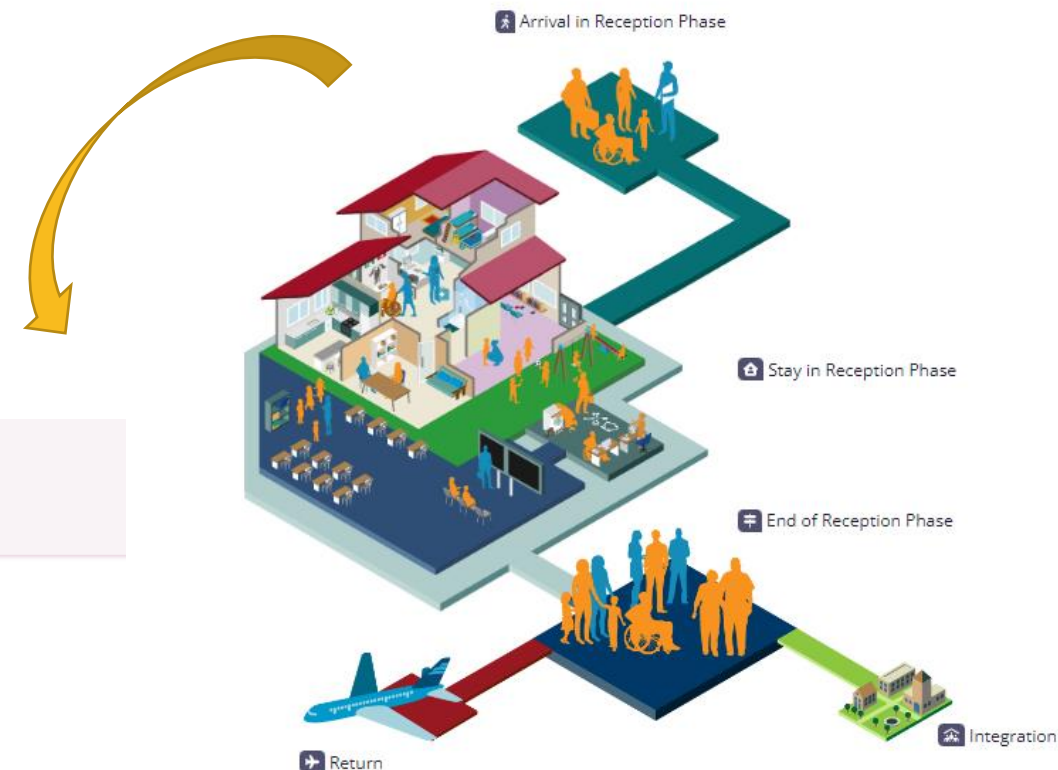 Arrival in Reception Phase
Stay in Reception Phase
End of Reception Phase
Integration
Return